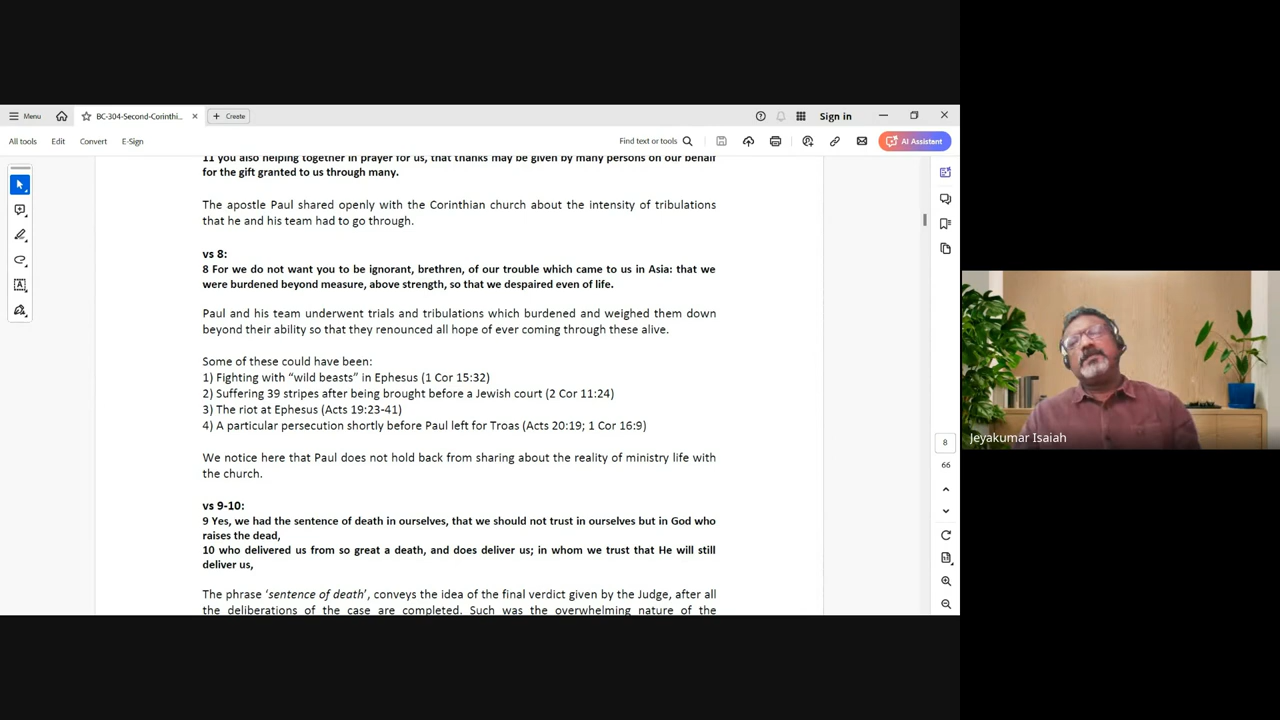 Menu
BC-304-Second-Corinthi...
Create
Sign in
All tools
Edit
Convert
E-Sign
Find text or tools
AI Assistant
11 you also helping together in prayer for us, that thanks may be given by many persons on our behalf
for the gift granted to us through many.
The apostle Paul shared openly with the Corinthian church about the intensity of tribulations
that he and his team had to go through.
vs 8:
8 For we do not want you to be ignorant, brethren, of our trouble which came to us in Asia: that we
were burdened beyond measure, above strength, so that we despaired even of life.
Paul and his team underwent trials and tribulations which burdened and weighed them down
beyond their ability so that they renounced all hope of ever coming through these alive.
Some of these could have been:
1) Fighting with “wild beasts” in Ephesus (1 Cor 15:32)
2) Suffering 39 stripes after being brought before a Jewish court (2 Cor 11:24)
3) The riot at Ephesus (Acts 19:23-41)
4) A particular persecution shortly before Paul left for Troas (Acts 20:19; 1 Cor 16:9)
We notice here that Paul does not hold back from sharing about the reality of ministry life with
the church.
vs 9-10:
9 Yes, we had the sentence of death in ourselves, that we should not trust in ourselves but in God who
raises the dead,
10 who delivered us from so great a death, and does deliver us; in whom we trust that He will still
deliver us,
The phrase ‘sentence of death’, conveys the idea of the final verdict given by the Judge, after all
the deliberations of the case are completed. Such was the overwhelming nature of the
8
66
Jeyakumar Isaiah